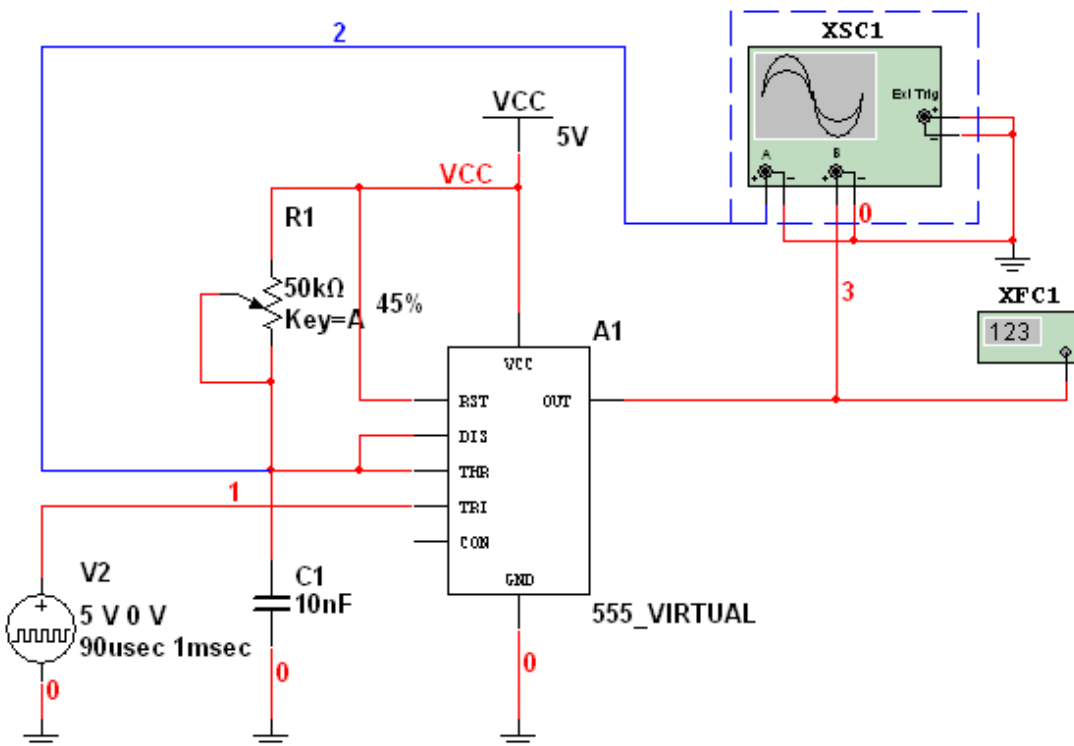 2
XSC1
Ext Trig
+
−
A
B
+
−
+
−
0
VCC
5V
VCC
R1
50kΩ
Key=A
45%
3
XFC1
123
A1
VCC
RST
OUT
DIS
THR
TRI
CON
GND
555_VIRTUAL
1
V2
+
5 V 0 V
90usec 1msec
0
C1
10nF
0
0